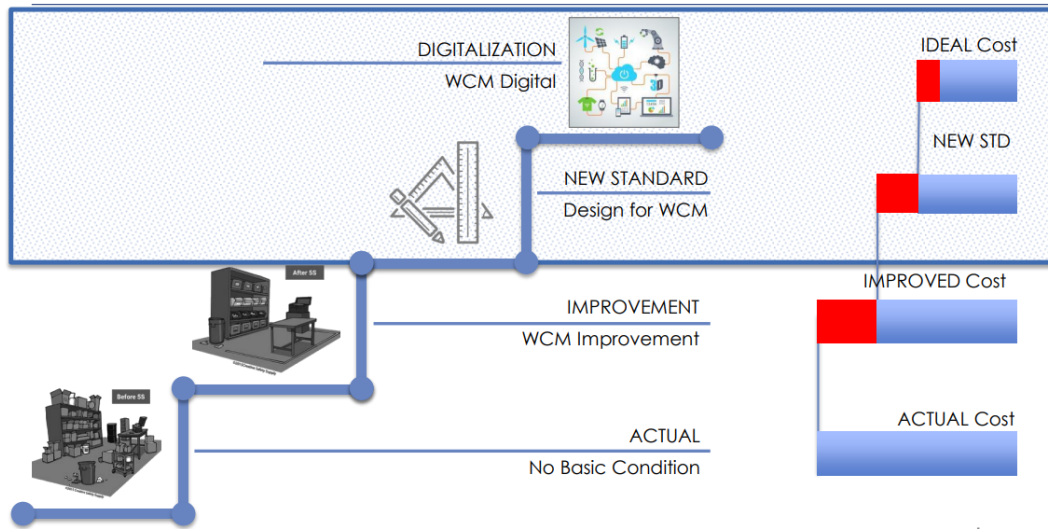 DIGITALIZATION
WCM Digital
IDEAL Cost
NEW STD
NEW STANDARD
Design for WCM
After 5S
IMPROVEMENT
WCM Improvement
IMPROVED Cost
Before 5S
ACTUAL
No Basic Condition
ACTUAL Cost
3D